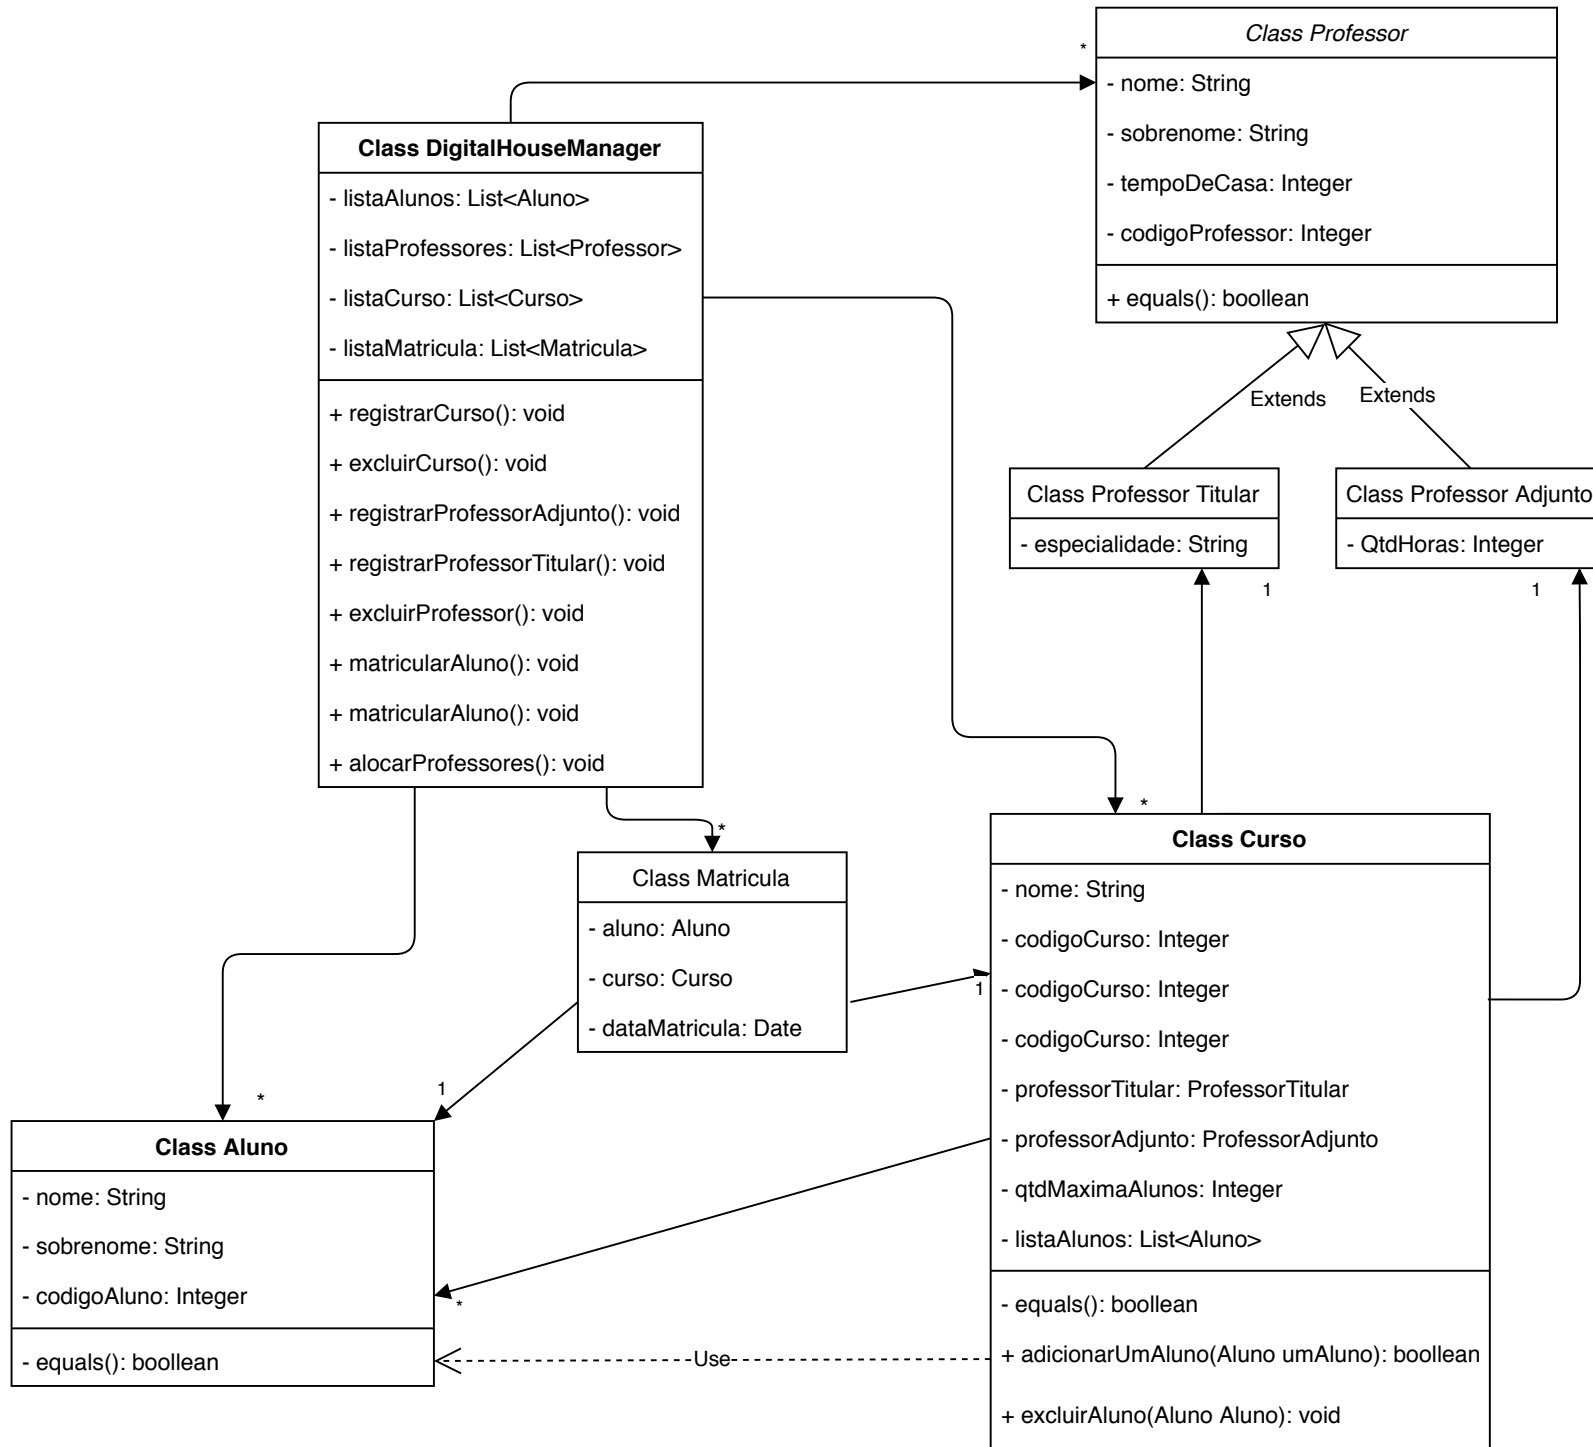 Class Professor
- nome: String
- sobrenome: String
- tempoDeCasa: Integer
- codigoProfessor: Integer
+ equals(): boollean
*
Class DigitalHouseManager
- listaAlunos: List<Aluno>
- listaProfessores: List<Professor>
- listaCurso: List<Curso>
- listaMatricula: List<Matricula>
+ registrarCurso(): void
+ excluirCurso(): void
+ registrarProfessorAdjunto(): void
+ registrarProfessorTitular(): void
+ excluirProfessor(): void
+ matricularAluno(): void
+ matricularAluno(): void
+ alocarProfessores(): void
Extends
Extends
Class Professor Titular
- especialidade: String
1
Class Professor Adjunto
- QtdHoras: Integer
1
*
*
Class Matricula
- aluno: Aluno
- curso: Curso
- dataMatricula: Date
1
1
*
Class Curso
- nome: String
- codigoCurso: Integer
- codigoCurso: Integer
- codigoCurso: Integer
- professorTitular: ProfessorTitular
- professorAdjunto: ProfessorAdjunto
- qtdMaximaAlunos: Integer
- listaAlunos: List<Aluno>
- equals(): boollean
+ adicionarUmAluno(Aluno umAluno): boollean
+ excluirAluno(Aluno Aluno): void
Class Aluno
- nome: String
- sobrenome: String
- codigoAluno: Integer
- equals(): boollean
*
Use